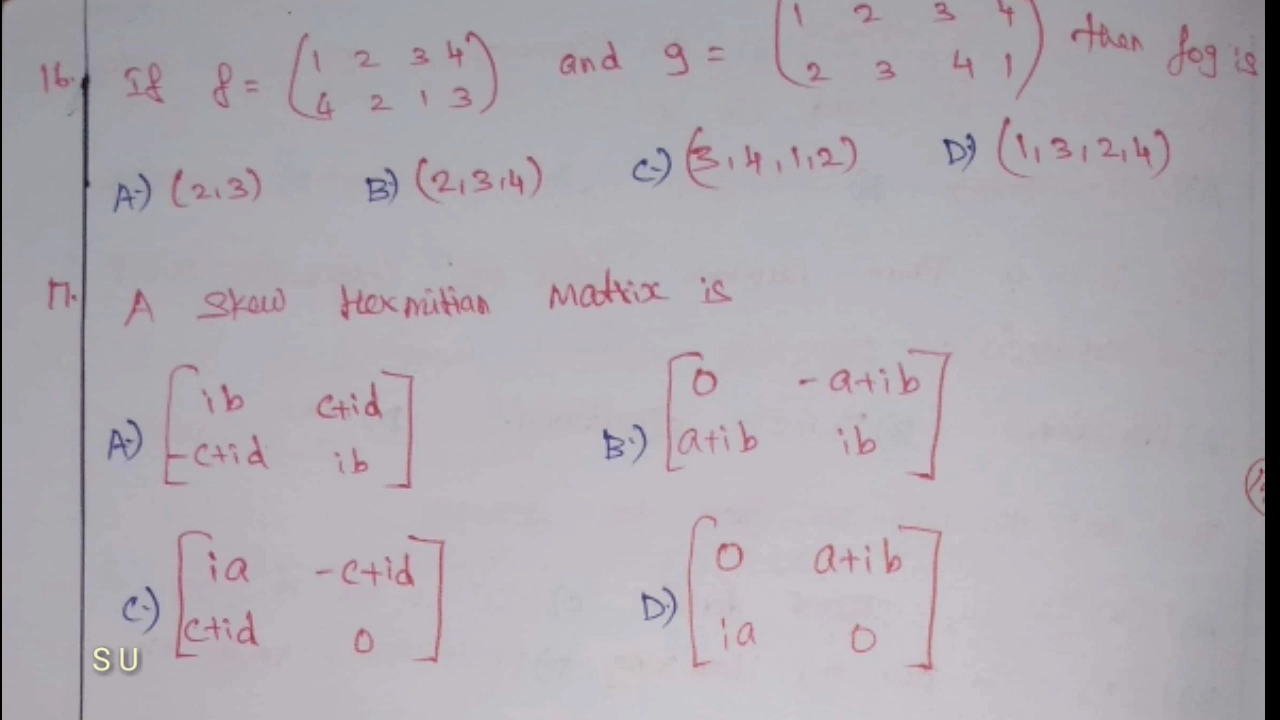 16. If f = (1 2 3 4 and g = (1 2 3 4 then fog is
4 2 1 3) 2 3 4 1)
A) (2,3) B) (2,3,4) C) (3,4,1,2) D) (1,3,2,4)
17. A Skew Hermitian Matrix is
A) [ib c+id B) [0 -a+ib
-c+id ib] a+ib ib]
C) [ia -c+id D) [0 a+ib
c+id 0] ia 0]
SU